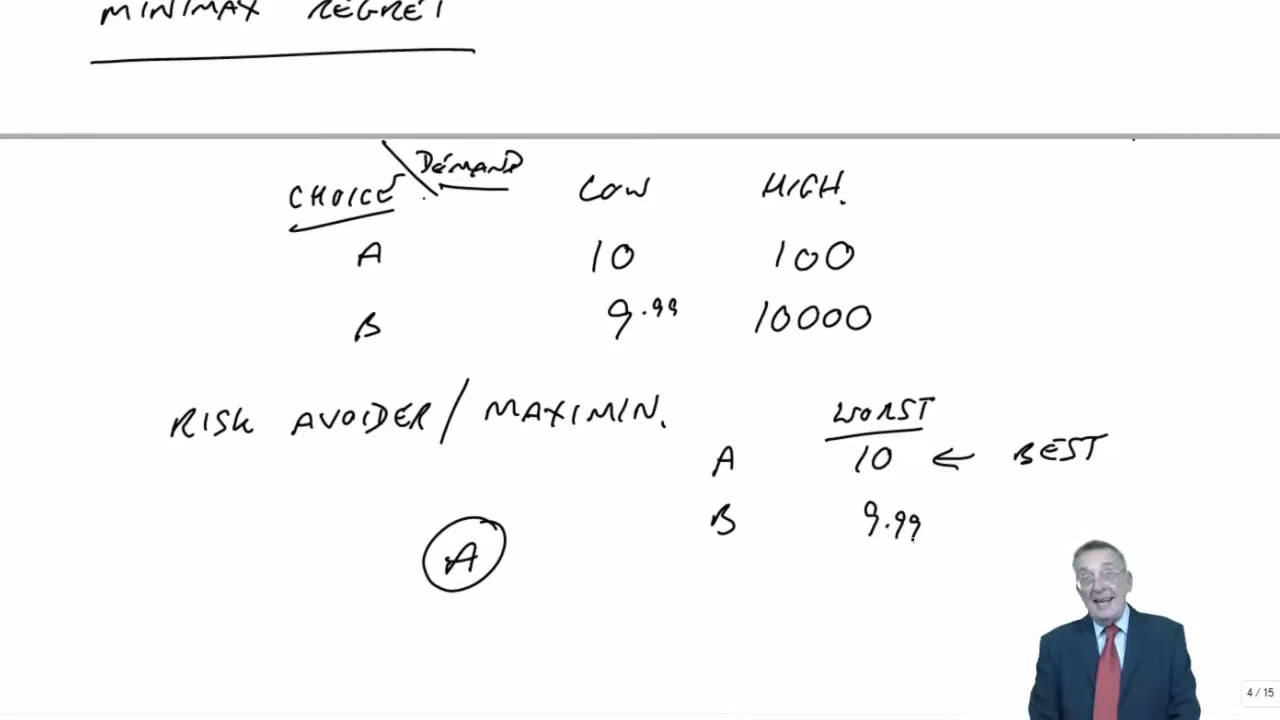 MINIMAX REGRET
DEMAND
CHOICE LOW HIGH.
A 10 100
B 9.99 10000
RISK AVOIDER / MAXIMIN.
WORST
A 10 ← BEST
B 9.99
A
4 / 15